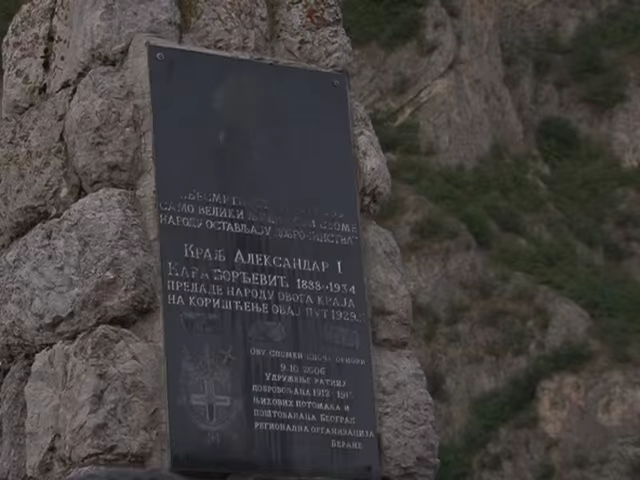 САМО ВЕЛИКИ
НАРОДУ ОСТАВЉАЈУ
КРАЉ АЛЕКСАНДАР I
КАРАЂОРЂЕВИЋ 1888-1934
ПРЕДАДЕ НАРОДУ ОВОГА КРАЈА
НА КОРИШЋЕЊЕ ОВАЈ ПУТ 1929.
ОВУ СПОМЕН
9.10.2006
УДРУЖЕЊЕ РАТНИХ
ДОБРОВОЉАЦА 1912-1918
ЊИХОВИХ ПОТОМАКА И
ПОШТОВАЛАЦА БЕОГРАД
РЕГИОНАЛНА ОРГАНИЗАЦИЈА
БЕРАНЕ